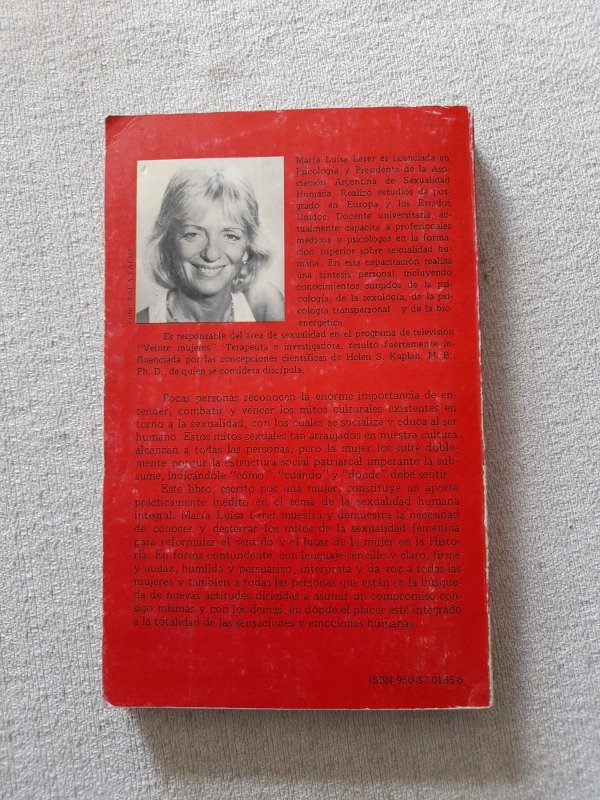 María Luisa Lerer es licenciada en
Psicología y Presidenta de la Aso-
ciación Argentina de Sexualidad
Humana. Realizó estudios de pos-
grado en Europa y los Estados
Unidos. Docente universitaria, ac-
tualmente capacita a profesionales
médicos y psicólogos en la forma-
ción superior sobre sexualidad hu-
mana. En esta capacitación realiza
una síntesis personal, incluyendo
conocimientos surgidos de la psi-
cología, de la sexología, de la psi-
cología transpersonal y de la bio-
energética.
Es responsable del área de sexualidad en el programa de televisión
"Veinte mujeres". Terapeuta e investigadora, resultó fuertemente in-
fluenciada por las concepciones científicas de Helen S. Kaplan, M. B.,
Ph. D., de quien se considera discípula.
Pocas personas reconocen la enorme importancia de en-
tender, combatir y vencer los mitos culturales existentes en
torno a la sexualidad, con los cuales se socializa y educa al ser
humano. Estos mitos sexuales tan arraigados en nuestra cultura
alcanzan a todas las personas, pero la mujer los sufre doble-
mente porque la estructura social patriarcal imperante la sub-
sume, indicándole "cómo", "cuándo" y "dónde" debe sentir.
Este libro, escrito por una mujer, constituye un aporte
prácticamente inédito en el tema de la sexualidad humana
integral. María Luisa Lerer muestra y demuestra la necesidad
de conocer y desterrar los mitos de la sexualidad femenina
para reformular el sentido y el lugar de la mujer en la Histo-
ria. En forma contundente, con lenguaje sencillo y claro, firme
y audaz, humilde y persuasivo, interpreta y da voz a todas las
mujeres y también a todas las personas que están en la búsque-
da de nuevas actitudes dirigidas a asumir un compromiso con-
sigo mismas y con los demás, en donde el placer esté integrado
a la totalidad de las sensaciones y emociones humanas.
ISBN 950-37-0185-6